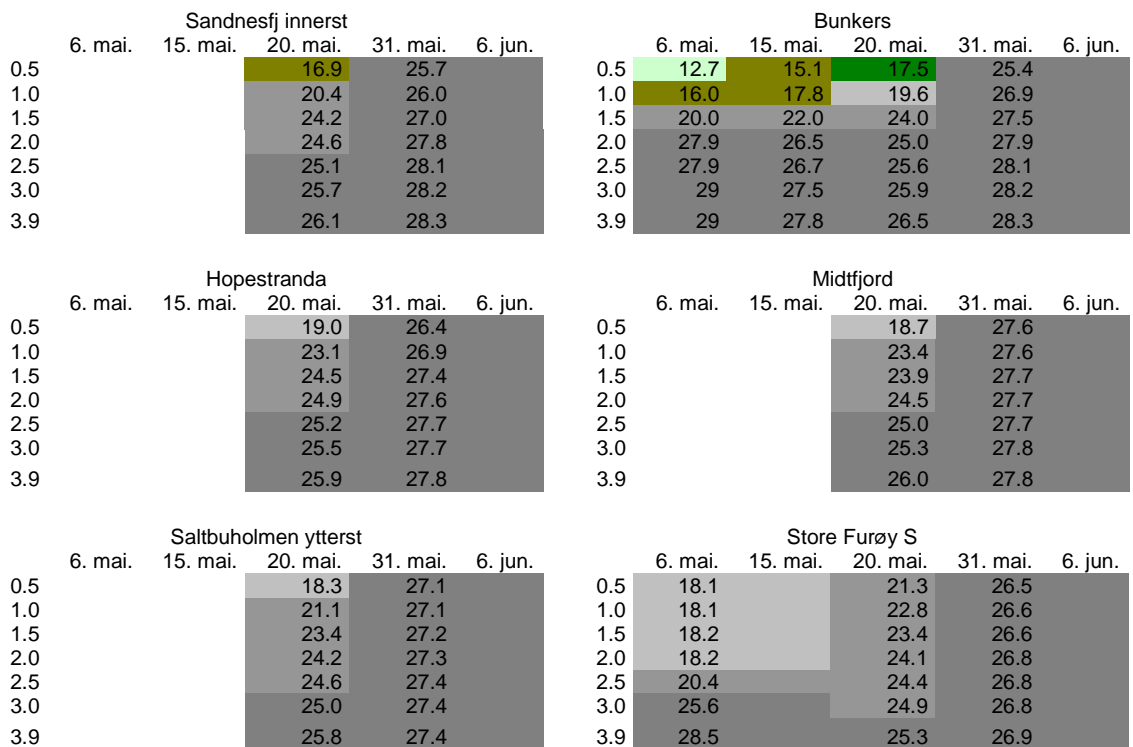 Sandnesfj innerst Bunkers
6. mai. 15. mai. 20. mai. 31. mai. 6. jun. 6. mai. 15. mai. 20. mai. 31. mai. 6. jun.
0.5 16.9 25.7 0.5 12.7 15.1 17.5 25.4
1.0 20.4 26.0 1.0 16.0 17.8 19.6 26.9
1.5 24.2 27.0 1.5 20.0 22.0 24.0 27.5
2.0 24.6 27.8 2.0 27.9 26.5 25.0 27.9
2.5 25.1 28.1 2.5 27.9 26.7 25.6 28.1
3.0 25.7 28.2 3.0 29 27.5 25.9 28.2
3.9 26.1 28.3 3.9 29 27.8 26.5 28.3
Hopestranda Midtfjord
6. mai. 15. mai. 20. mai. 31. mai. 6. jun. 6. mai. 15. mai. 20. mai. 31. mai. 6. jun.
0.5 19.0 26.4 0.5 18.7 27.6
1.0 23.1 26.9 1.0 23.4 27.6
1.5 24.5 27.4 1.5 23.9 27.7
2.0 24.9 27.6 2.0 24.5 27.7
2.5 25.2 27.7 2.5 25.0 27.7
3.0 25.5 27.7 3.0 25.3 27.8
3.9 25.9 27.8 3.9 26.0 27.8
Saltbuholmen ytterst Store Furøy S
6. mai. 15. mai. 20. mai. 31. mai. 6. jun. 6. mai. 15. mai. 20. mai. 31. mai. 6. jun.
0.5 18.3 27.1 0.5 18.1 21.3 26.5
1.0 21.1 27.1 1.0 18.1 22.8 26.6
1.5 23.4 27.2 1.5 18.2 23.4 26.6
2.0 24.2 27.3 2.0 18.2 24.1 26.8
2.5 24.6 27.4 2.5 20.4 24.4 26.8
3.0 25.0 27.4 3.0 25.6 24.9 26.8
3.9 25.8 27.4 3.9 28.5 25.3 26.9